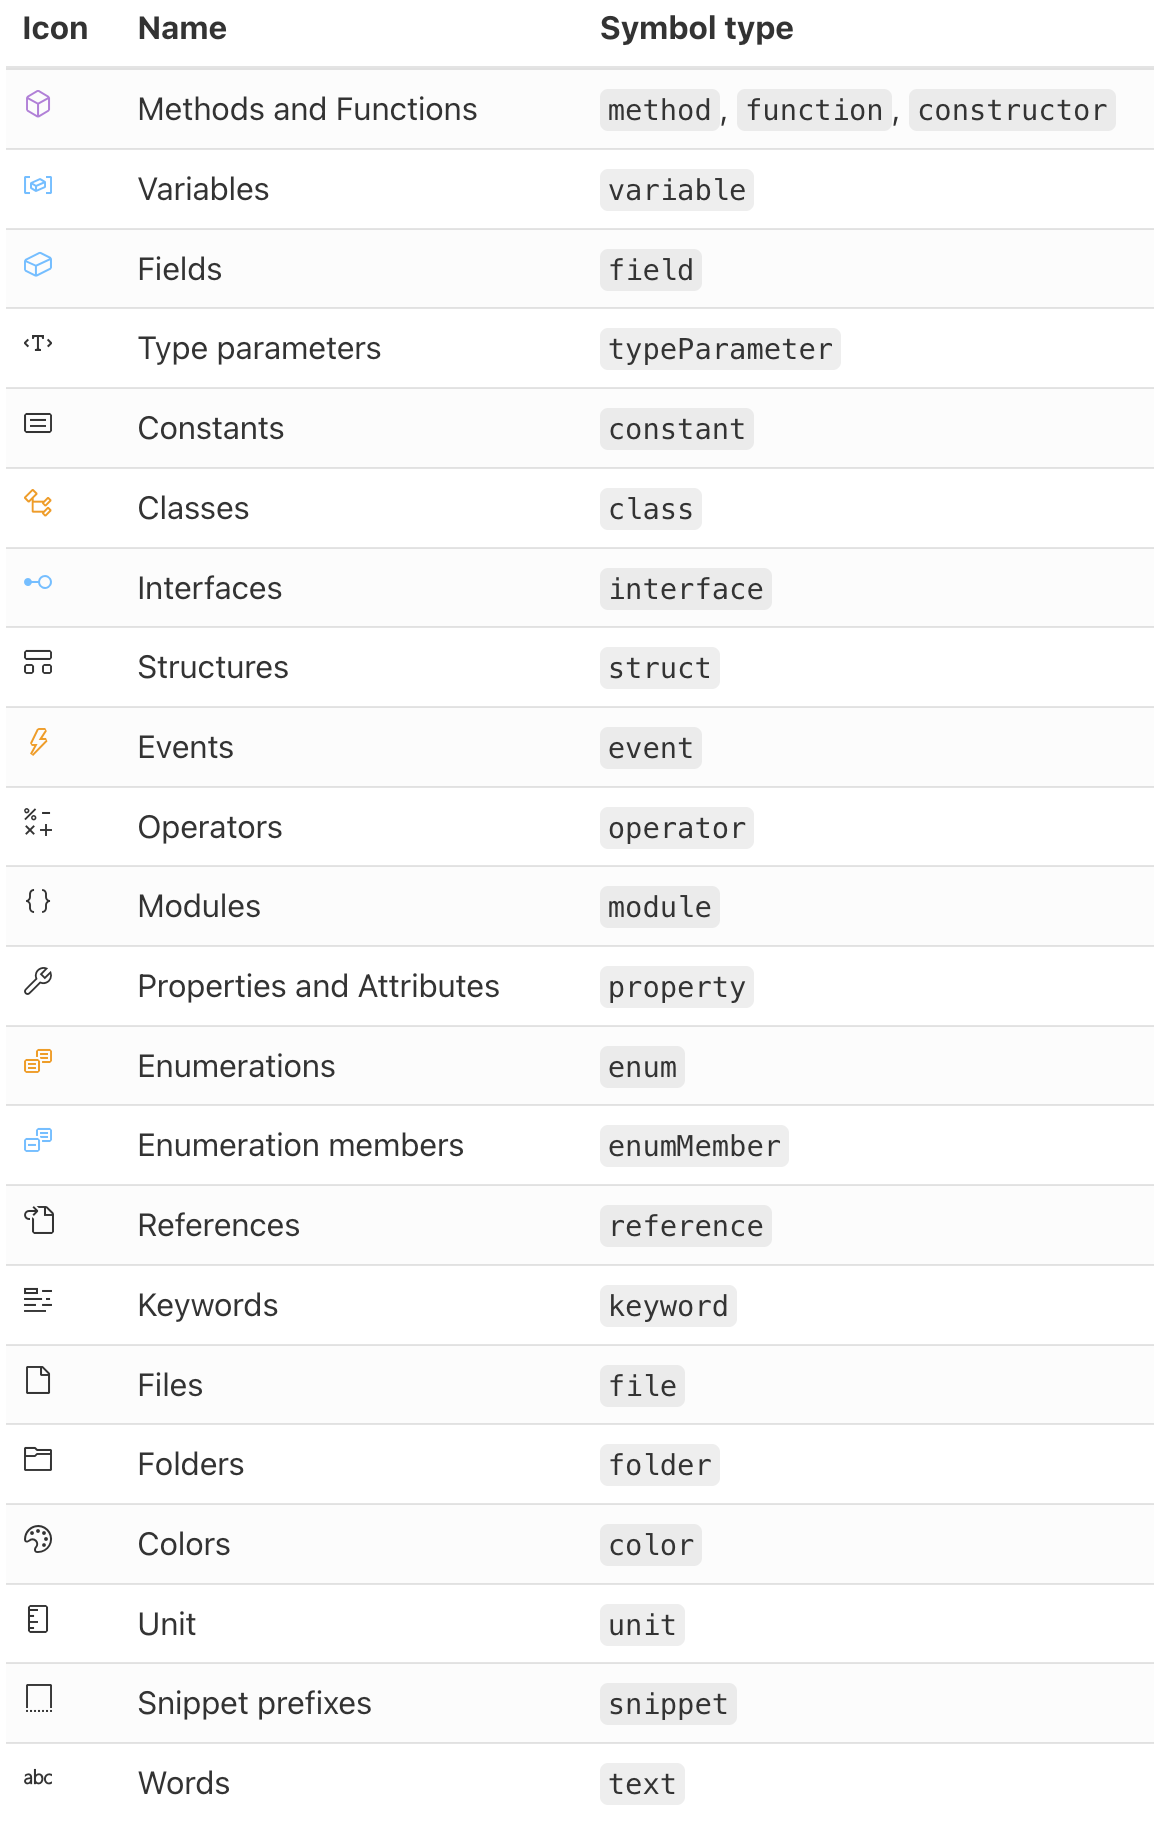 Icon Name Symbol type
Methods and Functions method, function, constructor
Variables variable
Fields field
<T> Type parameters typeParameter
Constants constant
Classes class
Interfaces interface
Structures struct
Events event
% - × + Operators operator
{} Modules module
Properties and Attributes property
Enumerations enum
Enumeration members enumMember
References reference
Keywords keyword
Files file
Folders folder
Colors color
Unit unit
Snippet prefixes snippet
abc Words text